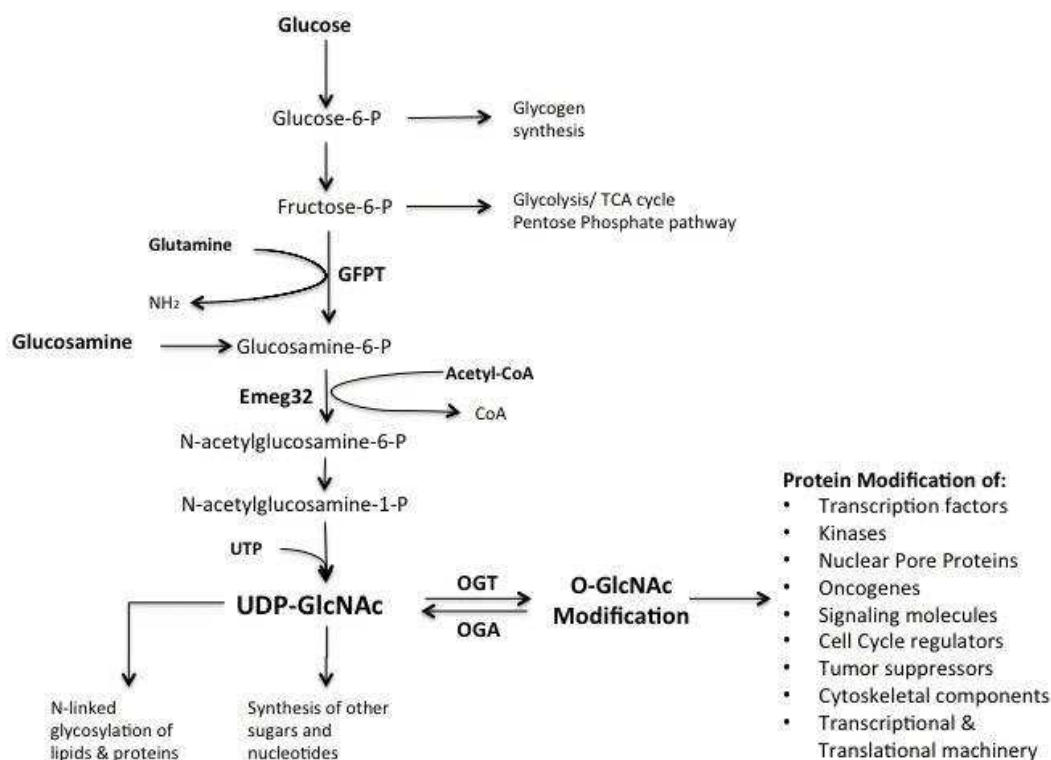 Glucose
Glucose-6-P
Glycogen
synthesis
Fructose-6-P
Glycolysis/ TCA cycle
Pentose Phosphate pathway
Glutamine
GFPT
NH₂
Glucosamine
Glucosamine-6-P
Acetyl-CoA
Emeg32
CoA
N-acetylglucosamine-6-P
N-acetylglucosamine-1-P
UTP
UDP-GlcNAc
OGT
OGA
O-GlcNAc
Modification
Protein Modification of:
• Transcription factors
• Kinases
• Nuclear Pore Proteins
• Oncogenes
• Signaling molecules
• Cell Cycle regulators
• Tumor suppressors
• Cytoskeletal components
• Transcriptional &
Translational machinery
N-linked
glycosylation of
lipids & proteins
Synthesis of other
sugars and
nucleotides